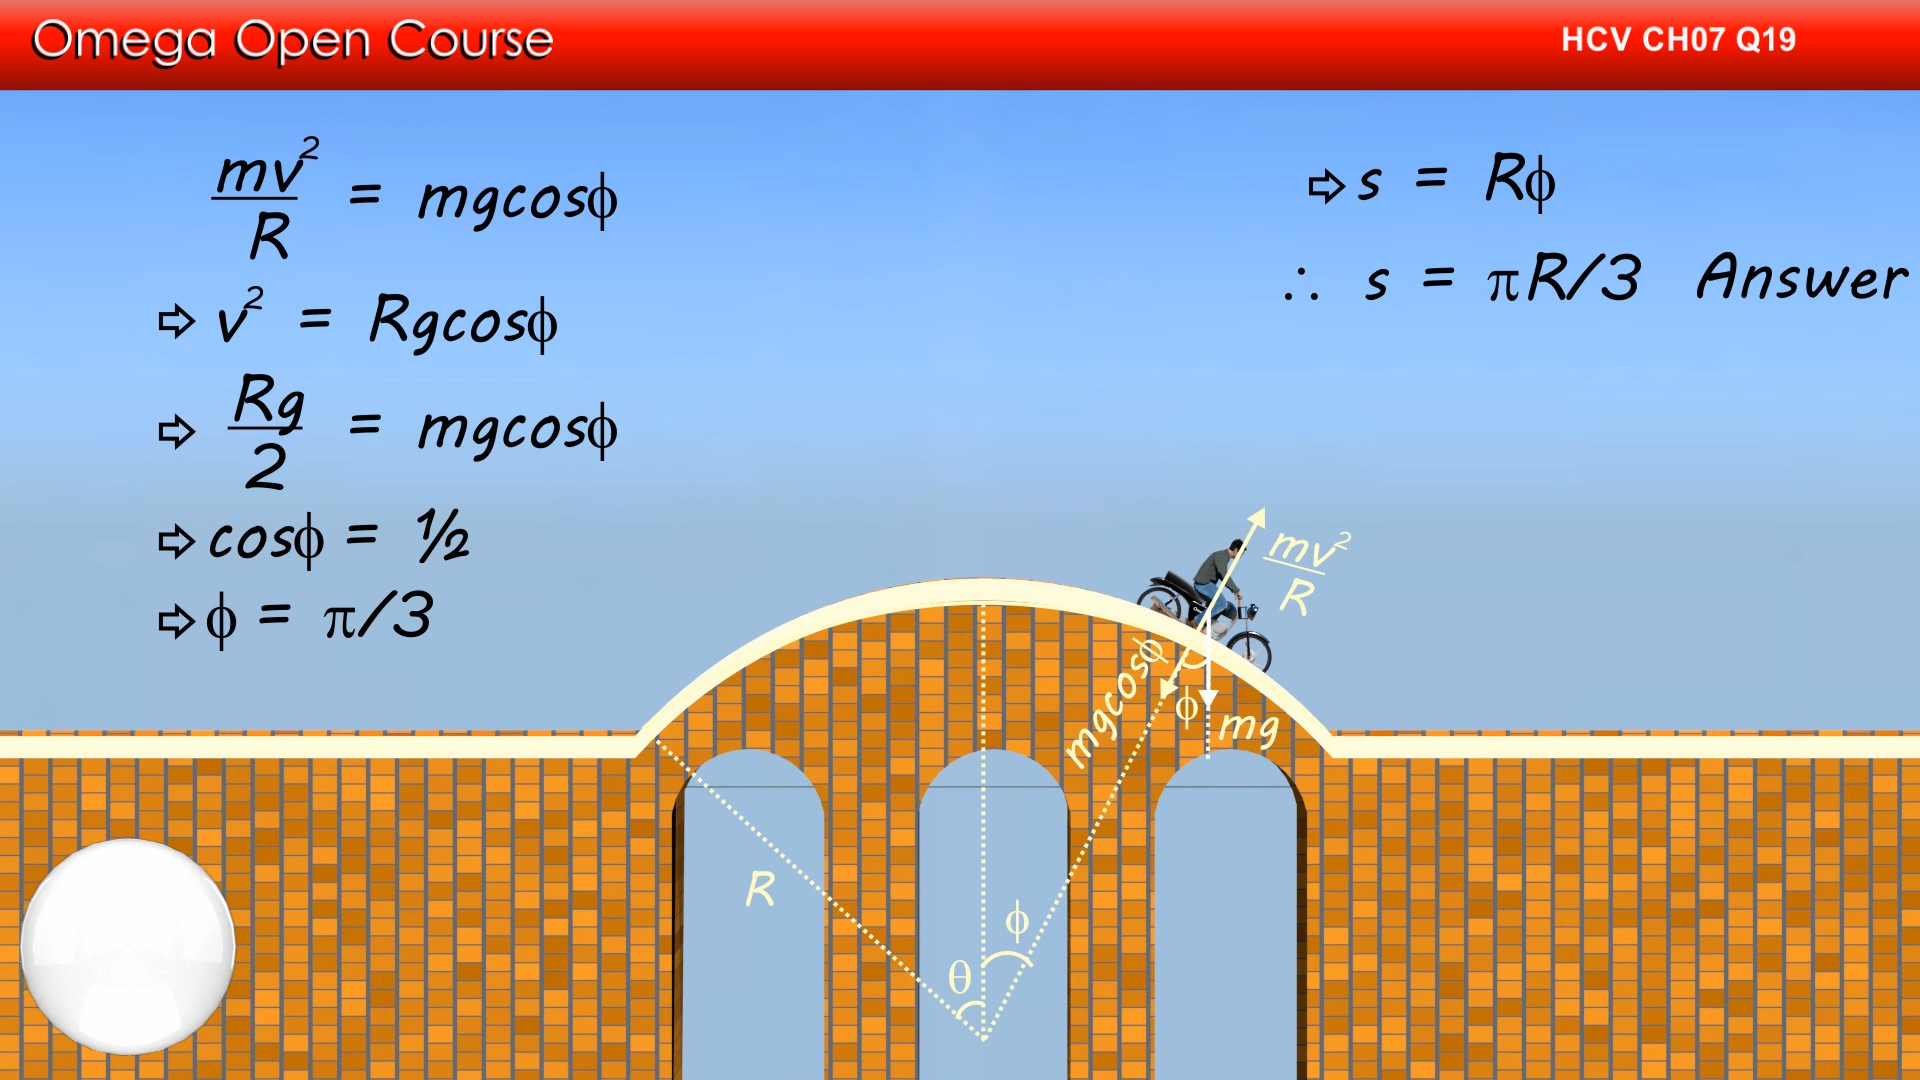 Omega Open Course
HCV CH07 Q19
mv²/R = mgcosϕ
⇨ v² = Rgcosϕ
⇨ Rg/2 = mgcosϕ
⇨ cosϕ = ½
⇨ ϕ = π/3
⇨ s = Rϕ
∴ s = πR/3 Answer
mv²/R
mgcosϕ
ϕ
mg
R
ϕ
θ